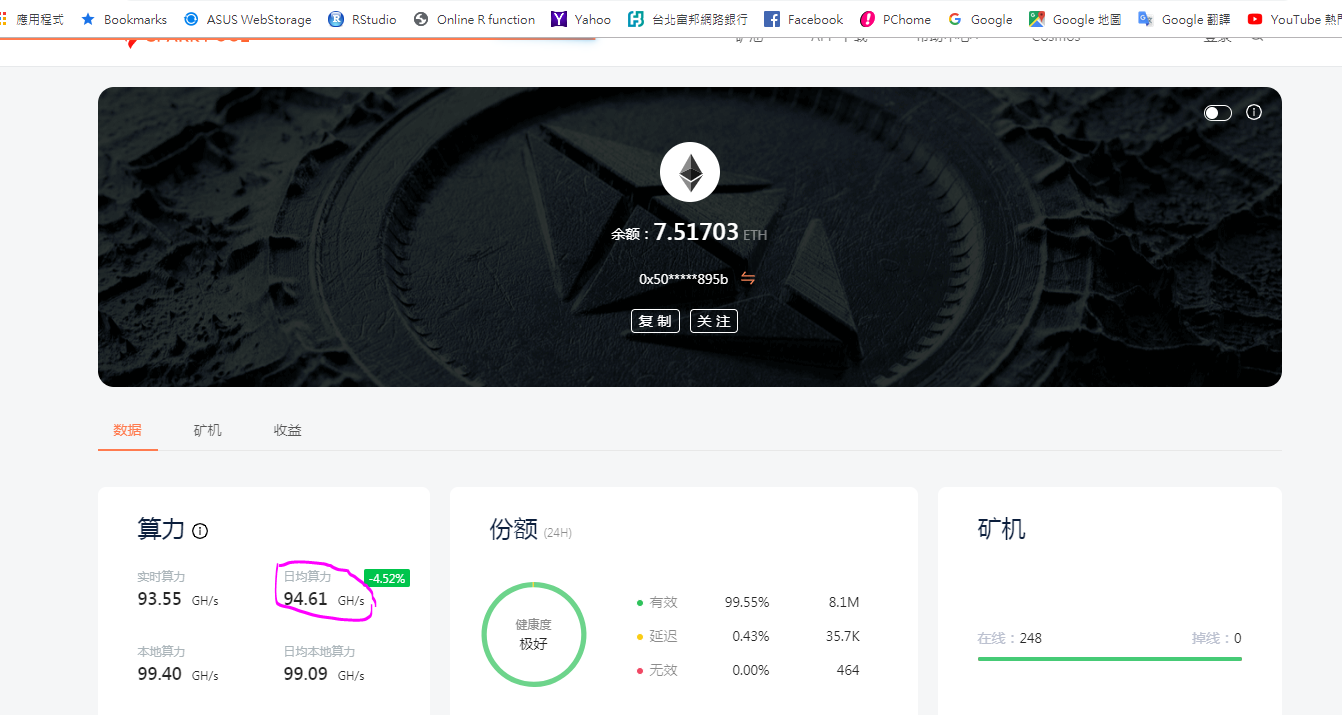 應用程式 Bookmarks ASUS WebStorage RStudio Online R function Yahoo 台北富邦網路銀行 Facebook PChome Google Google 地圖 Google 翻譯 YouTube 熱
Cosmos
余额：7.51703 ETH
0x50*****895b
复制 关注
数据 矿机 收益
算力
实时算力 日均算力 -4.52%
93.55 GH/s 94.61 GH/s
本地算力 日均本地算力
99.40 GH/s 99.09 GH/s
份额 (24H)
健康度
极好
有效 99.55% 8.1M
延迟 0.43% 35.7K
无效 0.00% 464
矿机
在线：248 掉线：0